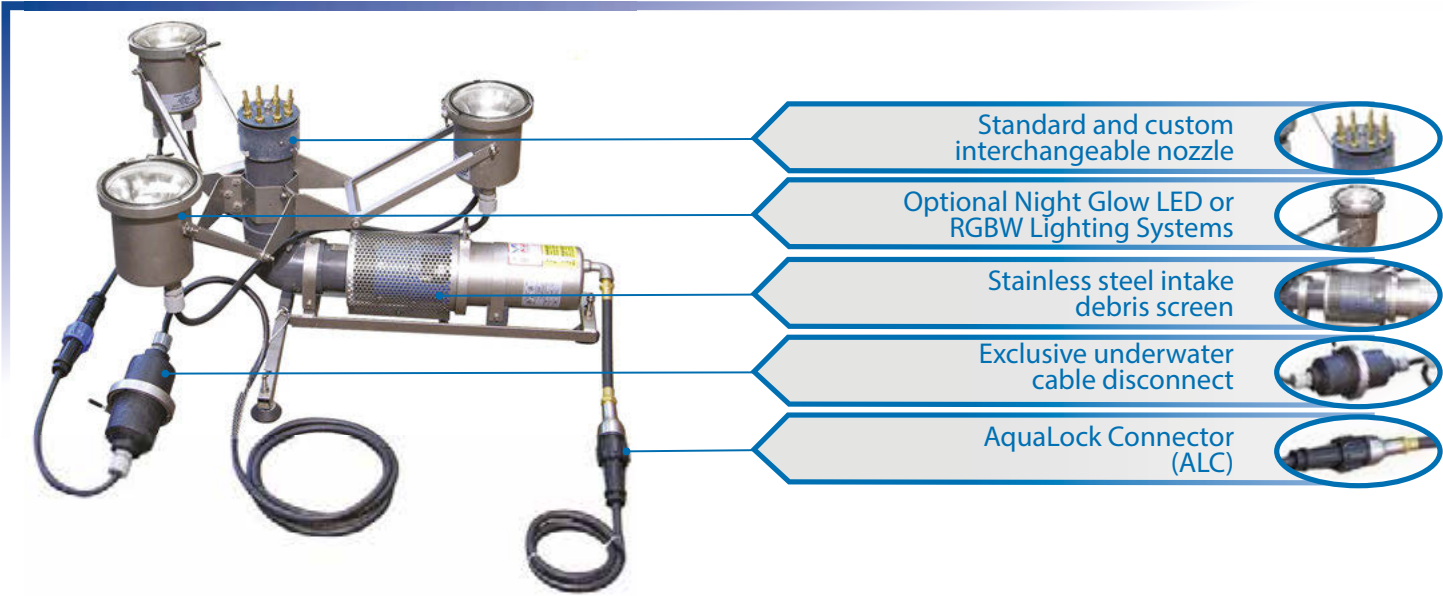 Standard and custom
interchangeable nozzle
Optional Night Glow LED or
RGBW Lighting Systems
Stainless steel intake
debris screen
Exclusive underwater
cable disconnect
AquaLock Connector
(ALC)